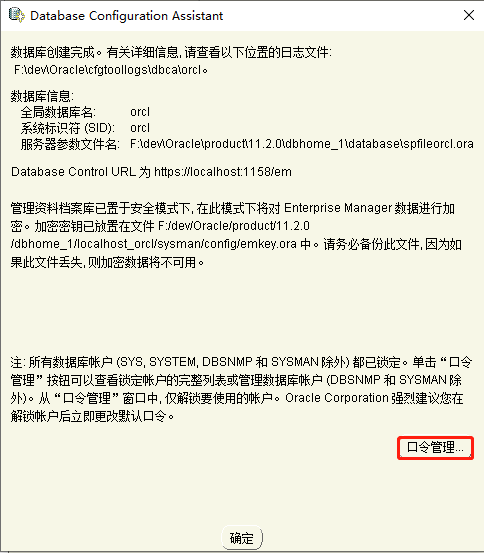 Database Configuration Assistant
数据库创建完成。有关详细信息, 请查看以下位置的日志文件:
F:\dev\Oracle\cfgtoollogs\dbca\orcl。
数据库信息:
全局数据库名: orcl
系统标识符 (SID): orcl
服务器参数文件名: F:\dev\Oracle\product\11.2.0\dbhome_1\database\spfileorcl.ora
Database Control URL 为 https://localhost:1158/em
管理资料档案库已置于安全模式下, 在此模式下将对 Enterprise Manager 数据进行加
密。加密密钥已放置在文件 F:/dev/Oracle/product/11.2.0
/dbhome_1/localhost_orcl/sysman/config/emkey.ora 中。请务必备份此文件, 因为如
果此文件丢失, 则加密数据将不可用。
注: 所有数据库帐户 (SYS, SYSTEM, DBSNMP 和 SYSMAN 除外) 都已锁定。单击“口令
管理”按钮可以查看锁定帐户的完整列表或管理数据库帐户 (DBSNMP 和 SYSMAN 除
外)。从“口令管理”窗口中, 仅解锁要使用的帐户。Oracle Corporation 强烈建议您在
解锁帐户后立即更改默认口令。
口令管理...
确定